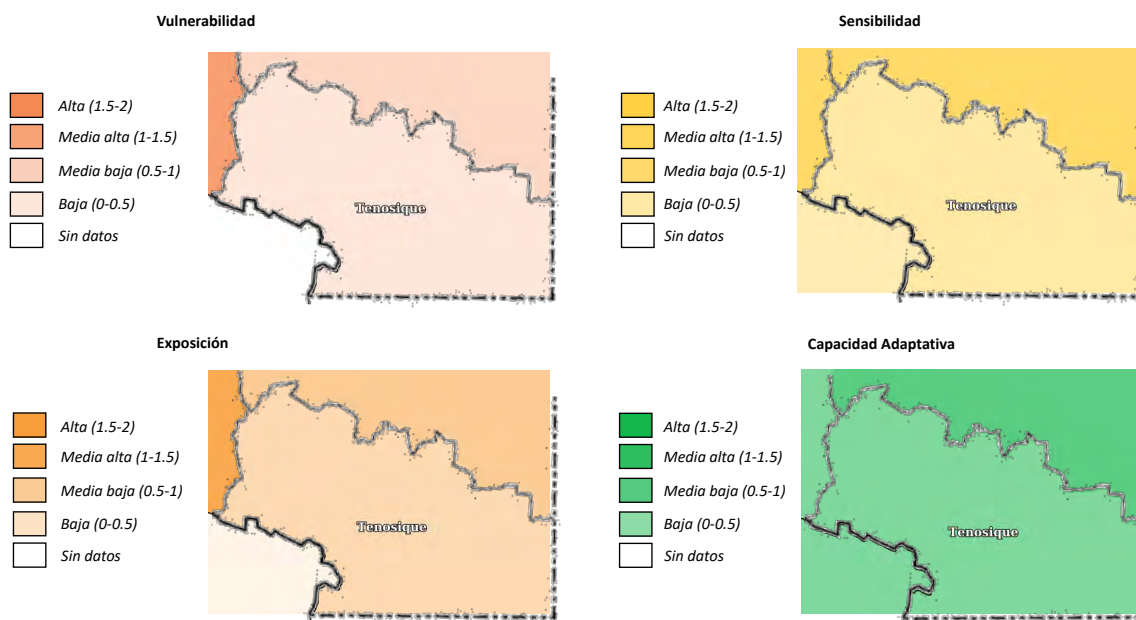 Vulnerabilidad
Alta (1.5-2)
Media alta (1-1.5)
Media baja (0.5-1)
Baja (0-0.5)
Sin datos
Tenosique
Sensibilidad
Alta (1.5-2)
Media alta (1-1.5)
Media baja (0.5-1)
Baja (0-0.5)
Sin datos
Tenosique
Exposición
Alta (1.5-2)
Media alta (1-1.5)
Media baja (0.5-1)
Baja (0-0.5)
Sin datos
Tenosique
Capacidad Adaptativa
Alta (1.5-2)
Media alta (1-1.5)
Media baja (0.5-1)
Baja (0-0.5)
Sin datos
Tenosique